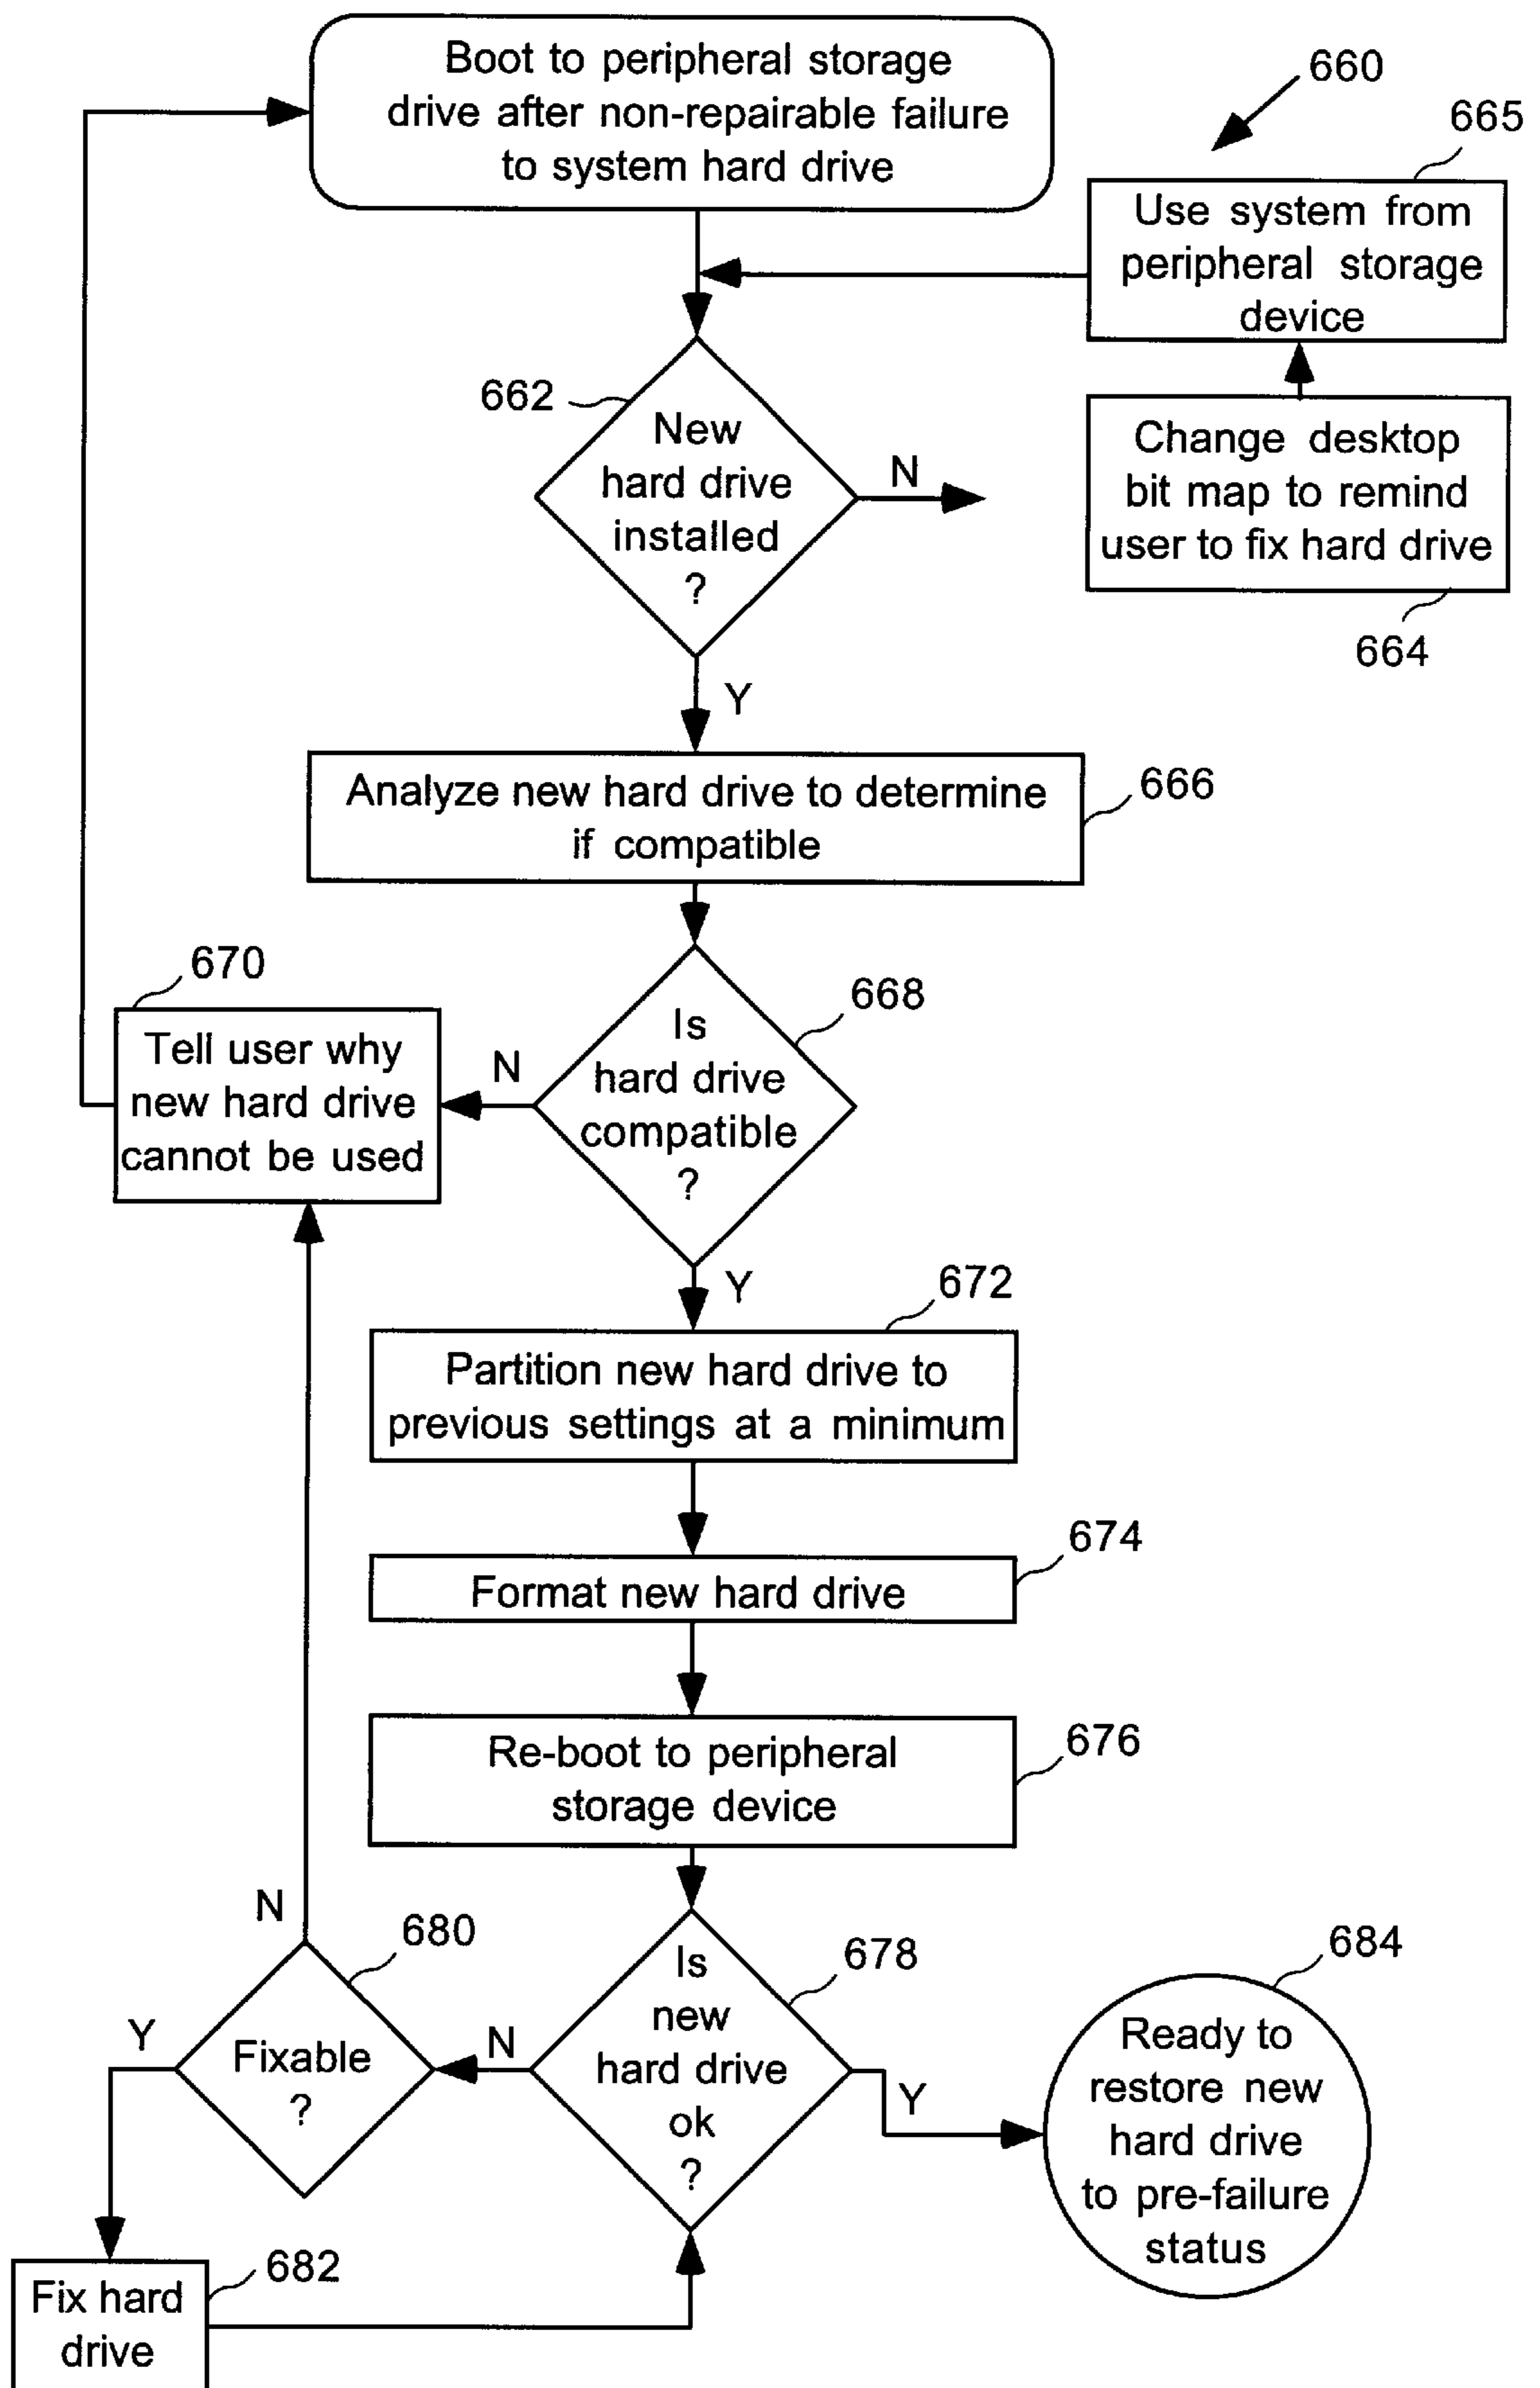 Boot to peripheral storage
drive after non-repairable failure
to system hard drive
660
665
Use system from
peripheral storage
device
662
New
hard drive
installed
?
N
Change desktop
bit map to remind
user to fix hard drive
664
Y
Analyze new hard drive to determine
if compatible
666
670
Tell user why
new hard drive
cannot be used
N
668
Is
hard drive
compatible
?
Y
672
Partition new hard drive to
previous settings at a minimum
674
Format new hard drive
676
Re-boot to peripheral
storage device
N
680
Fixable
?
Y
N
678
Is
new
hard drive
ok
?
Y
684
Ready to
restore new
hard drive
to pre-failure
status
682
Fix hard
drive